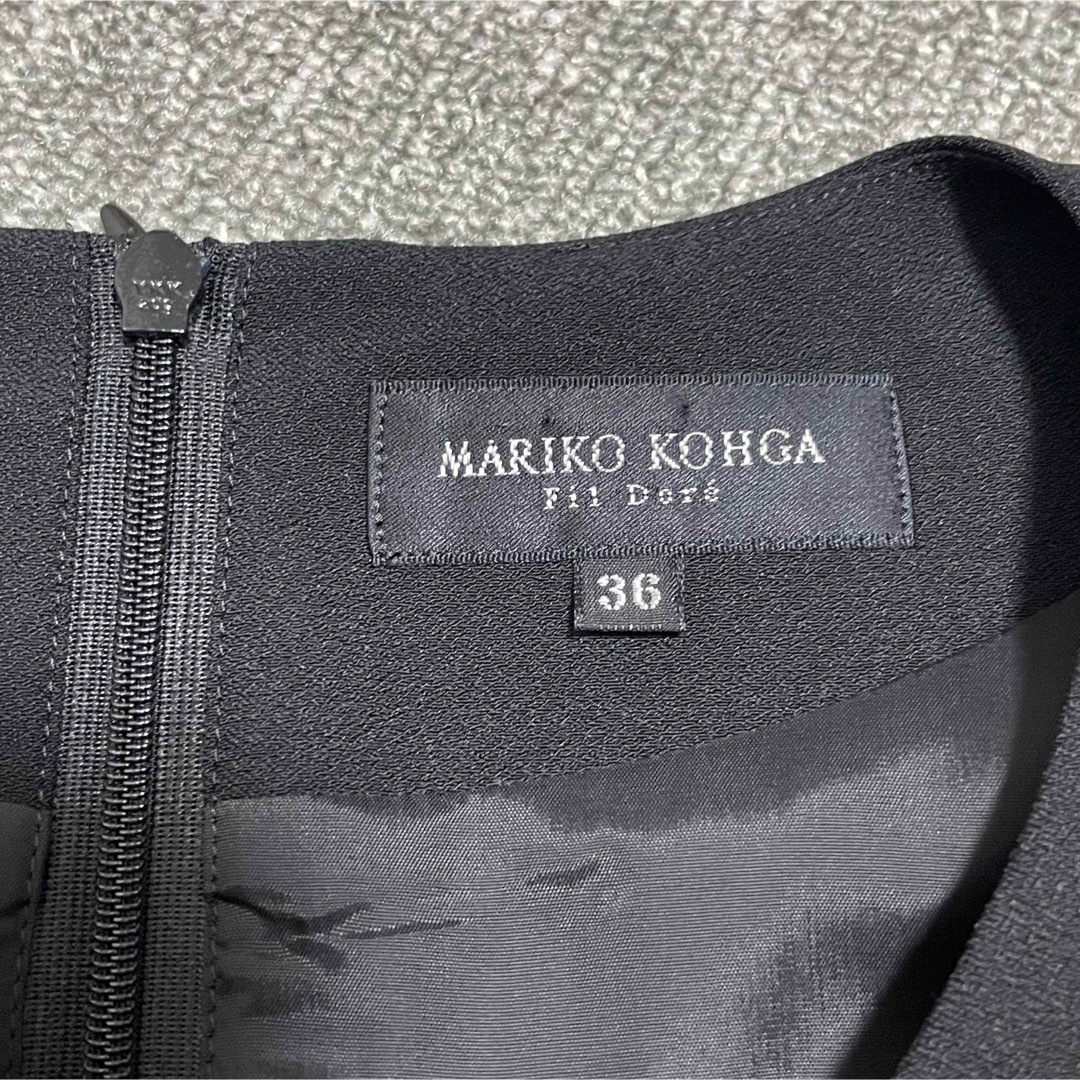 MARIKO KOHGA
Fil Doré
36